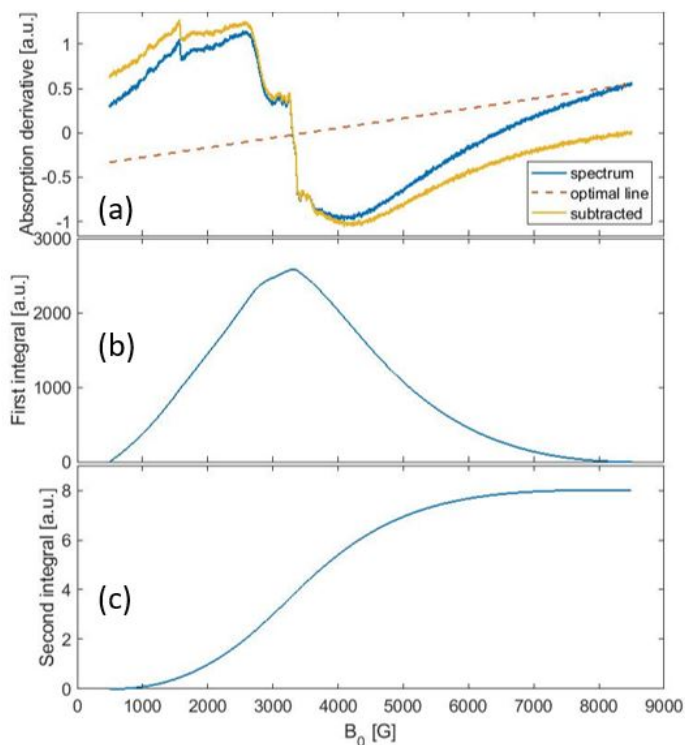 1
0.5
0
-0.5
-1
Absorption derivative [a.u.]
(a)
spectrum
optimal line
subtracted
3000
2000
1000
0
First integral [a.u.]
(b)
8
6
4
2
0
Second integral [a.u.]
(c)
0 1000 2000 3000 4000 5000 6000 7000 8000 9000
B0 [G]